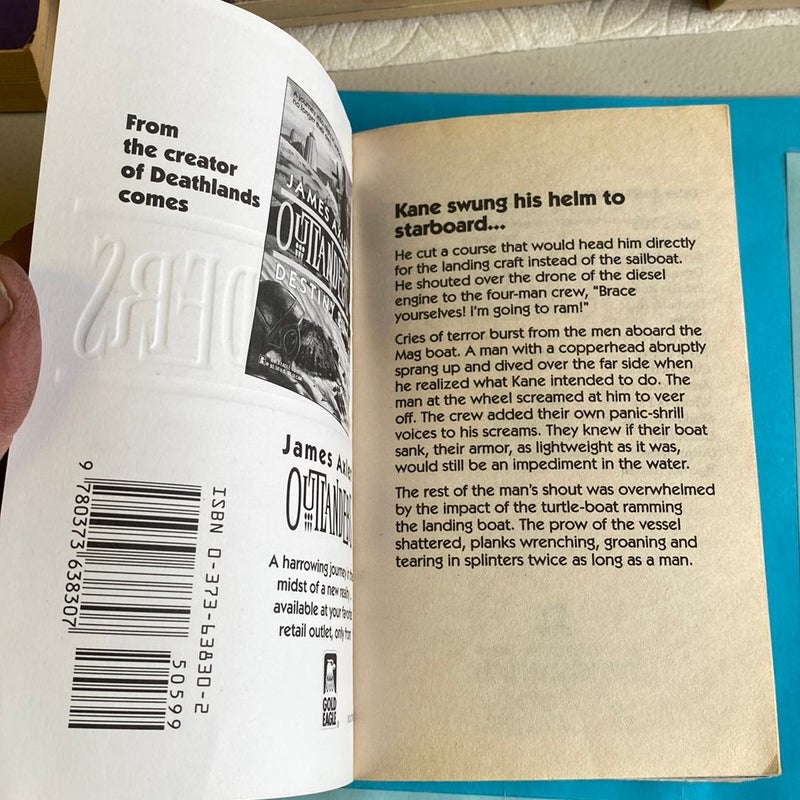 From
the creator
of Deathlands
comes
JAMES
OUTLANDERS
DESTINY
James Axler
OUTLANDERS
A harrowing journey in the
midst of a new reality...
available at your favorite
retail outlet, only from
GOLD
EAGLE
9 780373 638307
ISBN 0-373-63830-2
50599
Kane swung his helm to
starboard...
He cut a course that would head him directly
for the landing craft instead of the sailboat.
He shouted over the drone of the diesel
engine to the four-man crew, "Brace
yourselves! I'm going to ram!"
Cries of terror burst from the men aboard the
Mag boat. A man with a copperhead abruptly
sprang up and dived over the far side when
he realized what Kane intended to do. The
man at the wheel screamed at him to veer
off. The crew added their own panic-shrill
voices to his screams. They knew if their boat
sank, their armor, as lightweight as it was,
would still be an impediment in the water.
The rest of the man's shout was overwhelmed
by the impact of the turtle-boat ramming
the landing boat. The prow of the vessel
shattered, planks wrenching, groaning and
tearing in splinters twice as long as a man.